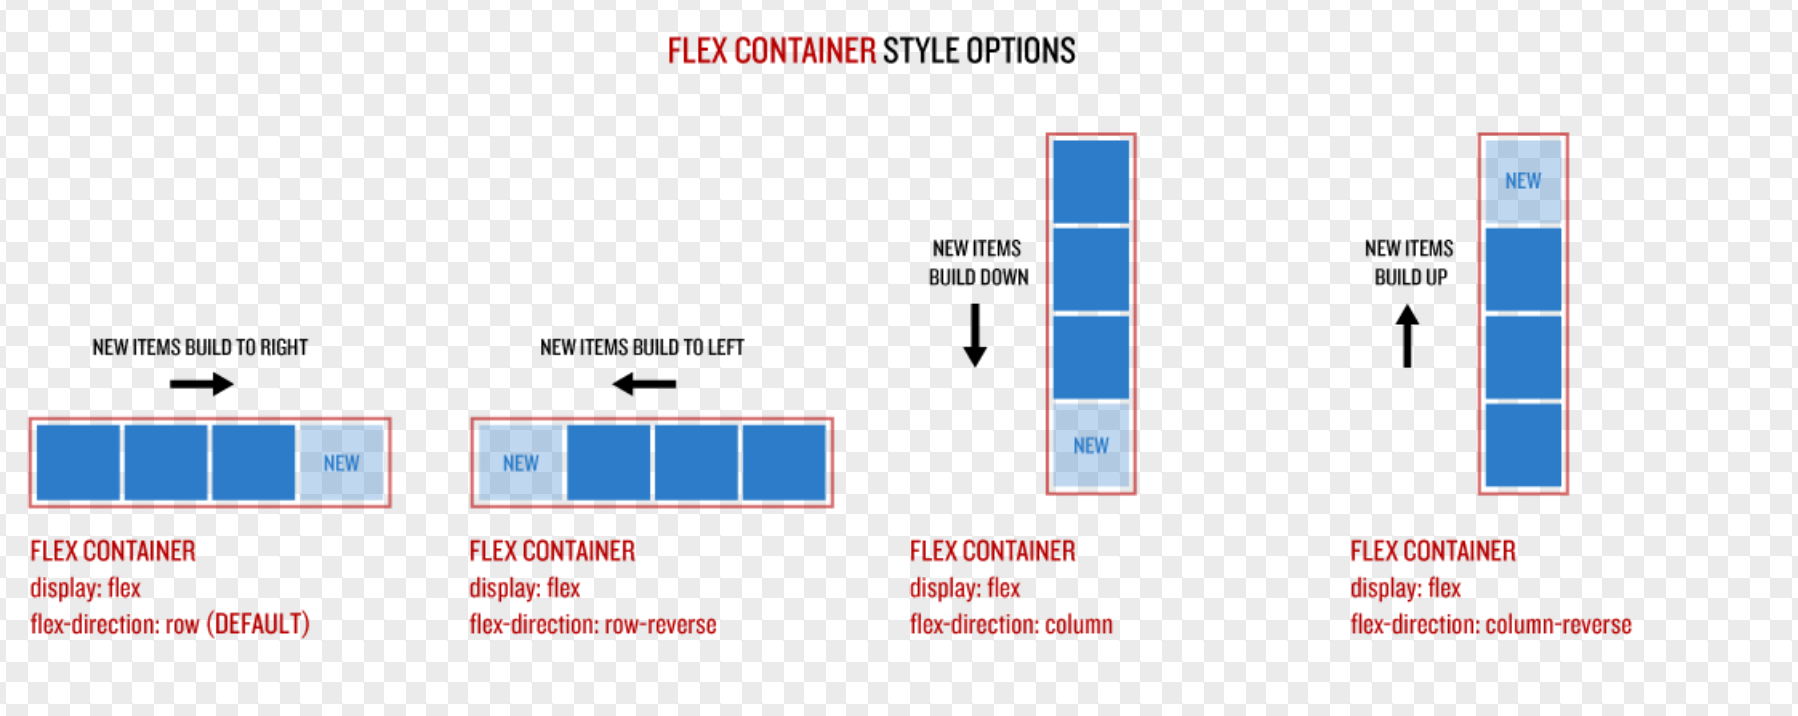 FLEX CONTAINER STYLE OPTIONS
NEW ITEMS BUILD TO RIGHT
NEW
FLEX CONTAINER
display: flex
flex-direction: row (DEFAULT)
NEW ITEMS BUILD TO LEFT
NEW
FLEX CONTAINER
display: flex
flex-direction: row-reverse
NEW ITEMS
BUILD DOWN
NEW
FLEX CONTAINER
display: flex
flex-direction: column
NEW ITEMS
BUILD UP
NEW
FLEX CONTAINER
display: flex
flex-direction: column-reverse